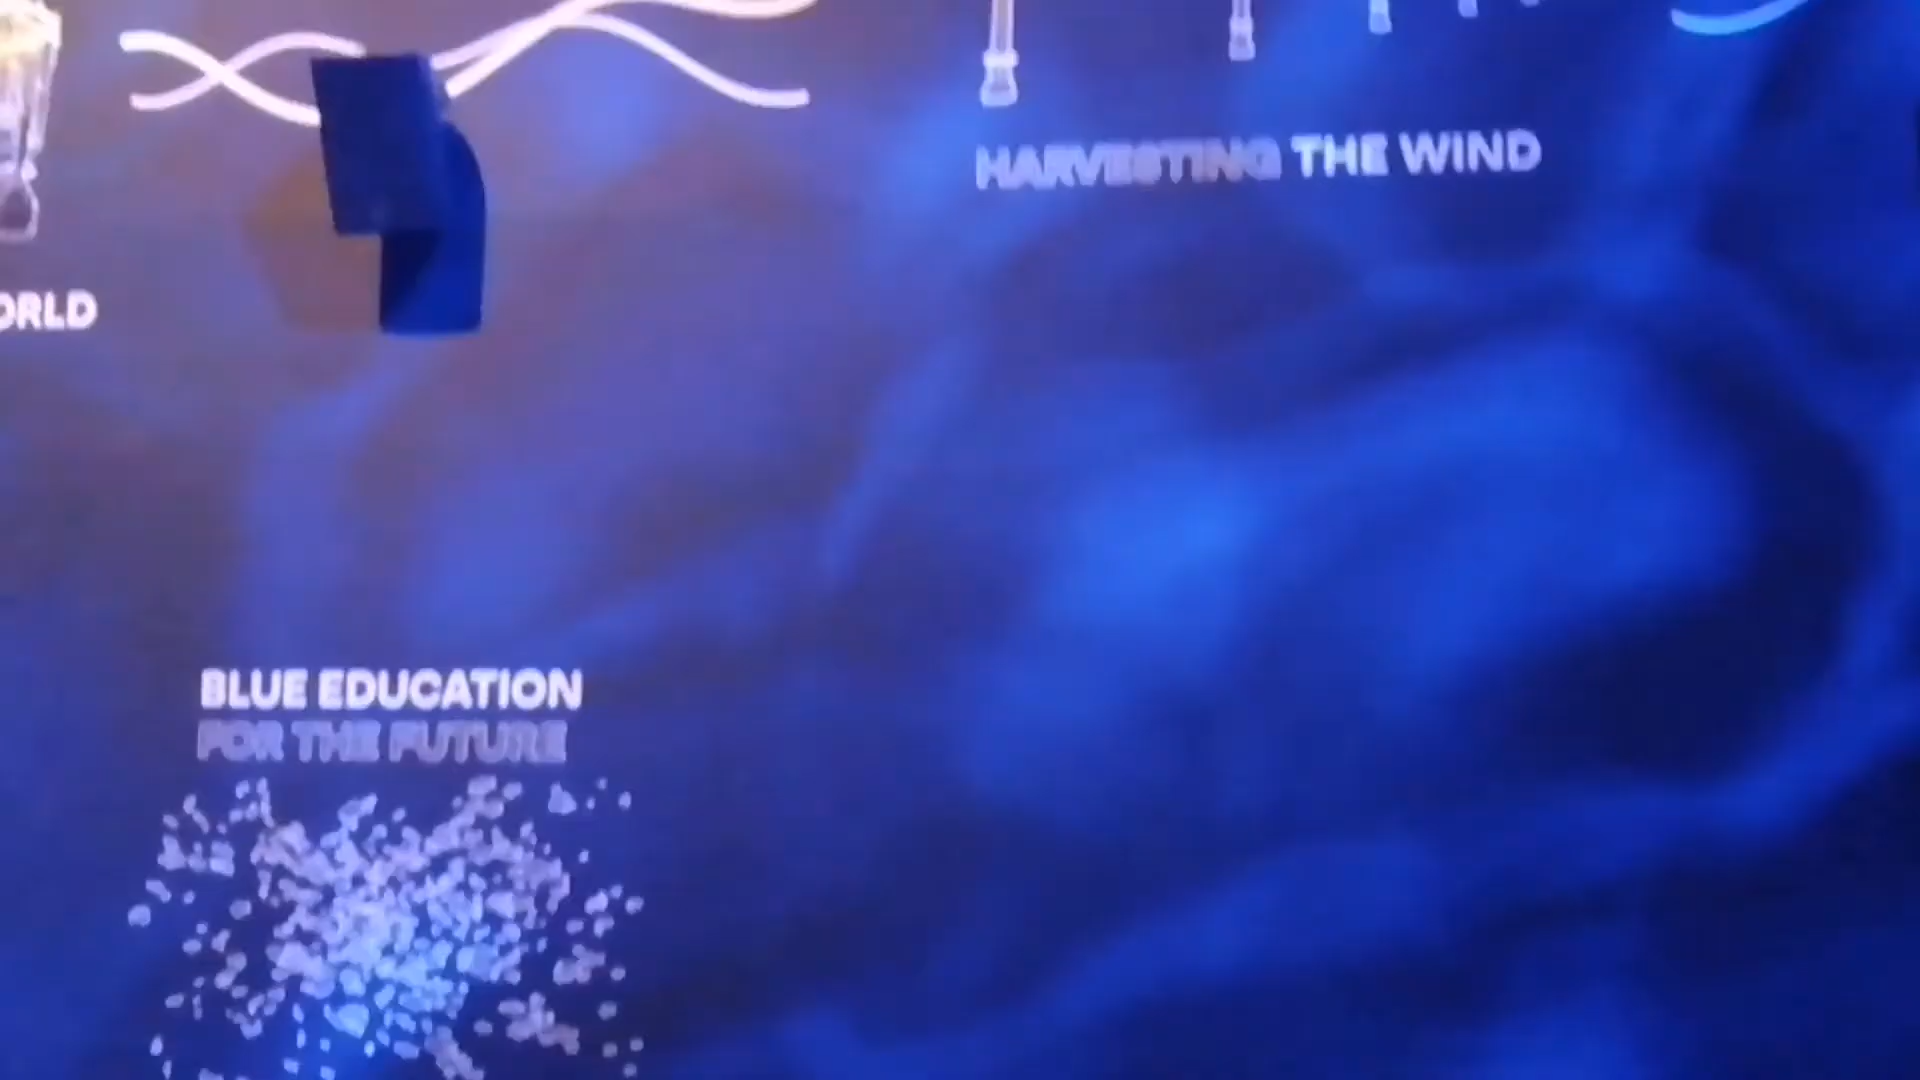 HARVESTING THE WIND
ORLD
BLUE EDUCATION
FOR THE FUTURE